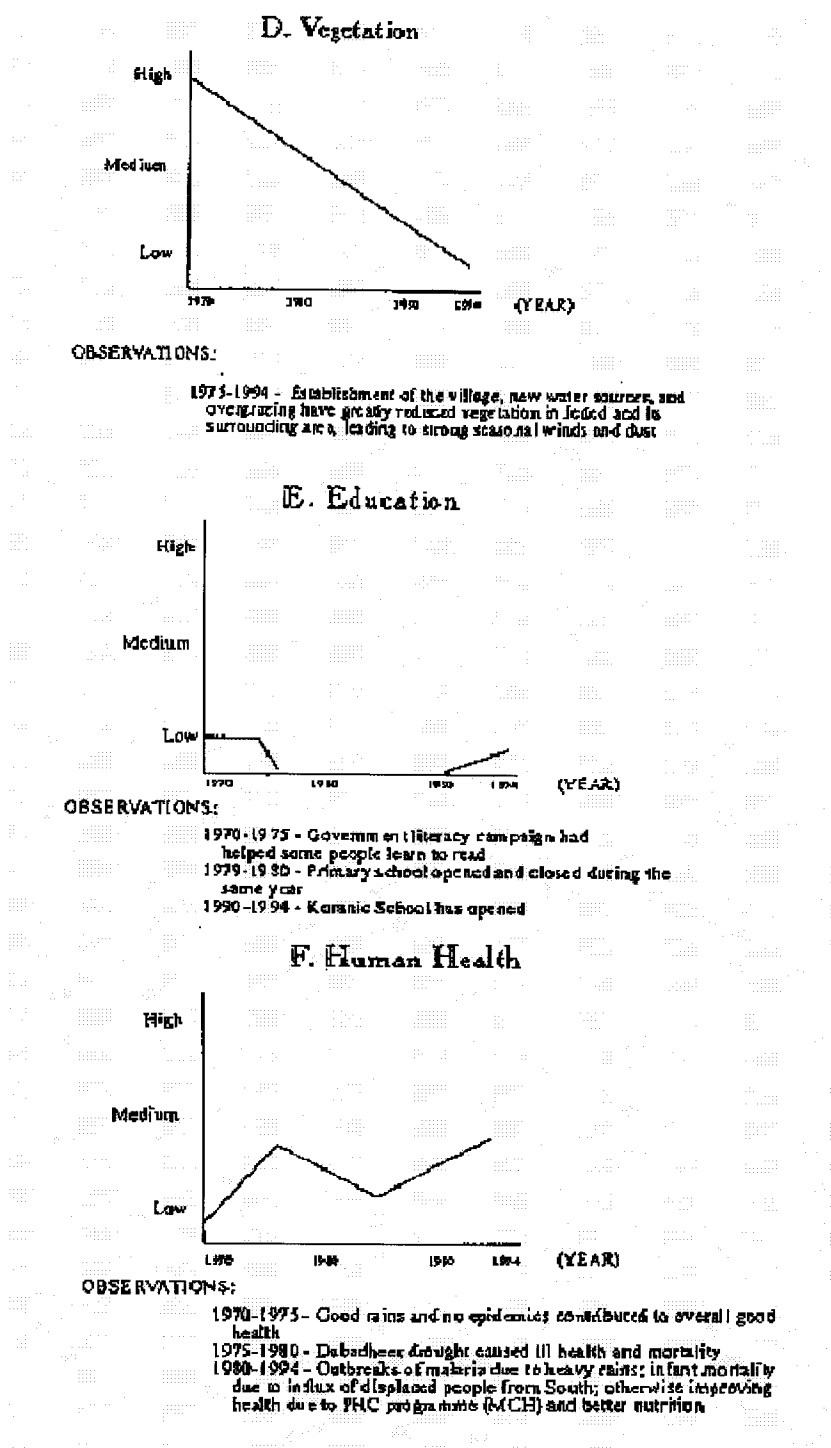 D. Vegetation
High
Medium
Low
1970 1980 1990 1994 (YEAR)
OBSERVATIONS:
1975-1994 - Establishment of the village, new water sources, and
overgrazing have greatly reduced vegetation in and its
surrounding area, leading to strong seasonal winds and dust
E. Education
High
Medium
Low
1970 1980 1990 1994 (YEAR)
OBSERVATIONS:
1970-1975 - Government literacy campaign had
helped some people learn to read
1979-1980 - Primary school opened and closed during the
same year
1990-1994 - Koranic School has opened
F. Human Health
High
Medium
Low
1970 1980 1990 1994 (YEAR)
OBSERVATIONS:
1970-1975 - Good rains and no epidemics contributed to overall good
health
1975-1980 - Dabadheer drought caused ill health and mortality
1980-1994 - Outbreaks of malaria due to heavy rains; infant mortality
due to influx of displaced people from South; otherwise improving
health due to PHC programme (MCH) and better nutrition